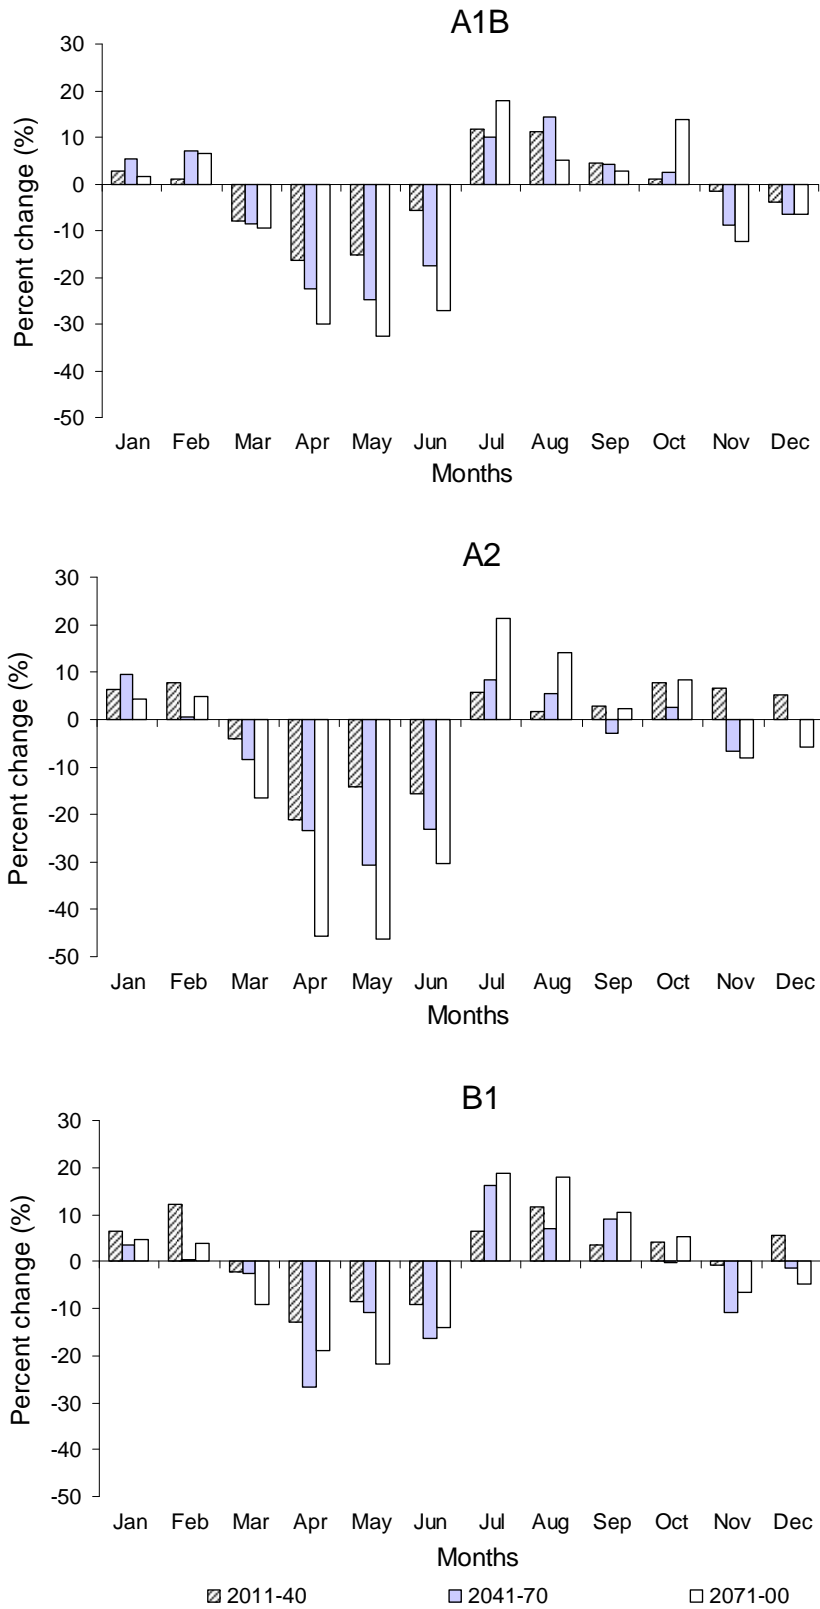 A1B
30
20
10
0
-10
-20
-30
-40
-50
Percent change (%)
Jan Feb Mar Apr May Jun Jul Aug Sep Oct Nov Dec
Months
A2
30
20
10
0
-10
-20
-30
-40
-50
Percent change (%)
Jan Feb Mar Apr May Jun Jul Aug Sep Oct Nov Dec
Months
B1
30
20
10
0
-10
-20
-30
-40
-50
Percent change (%)
Jan Feb Mar Apr May Jun Jul Aug Sep Oct Nov Dec
Months
2011-40 2041-70 2071-00